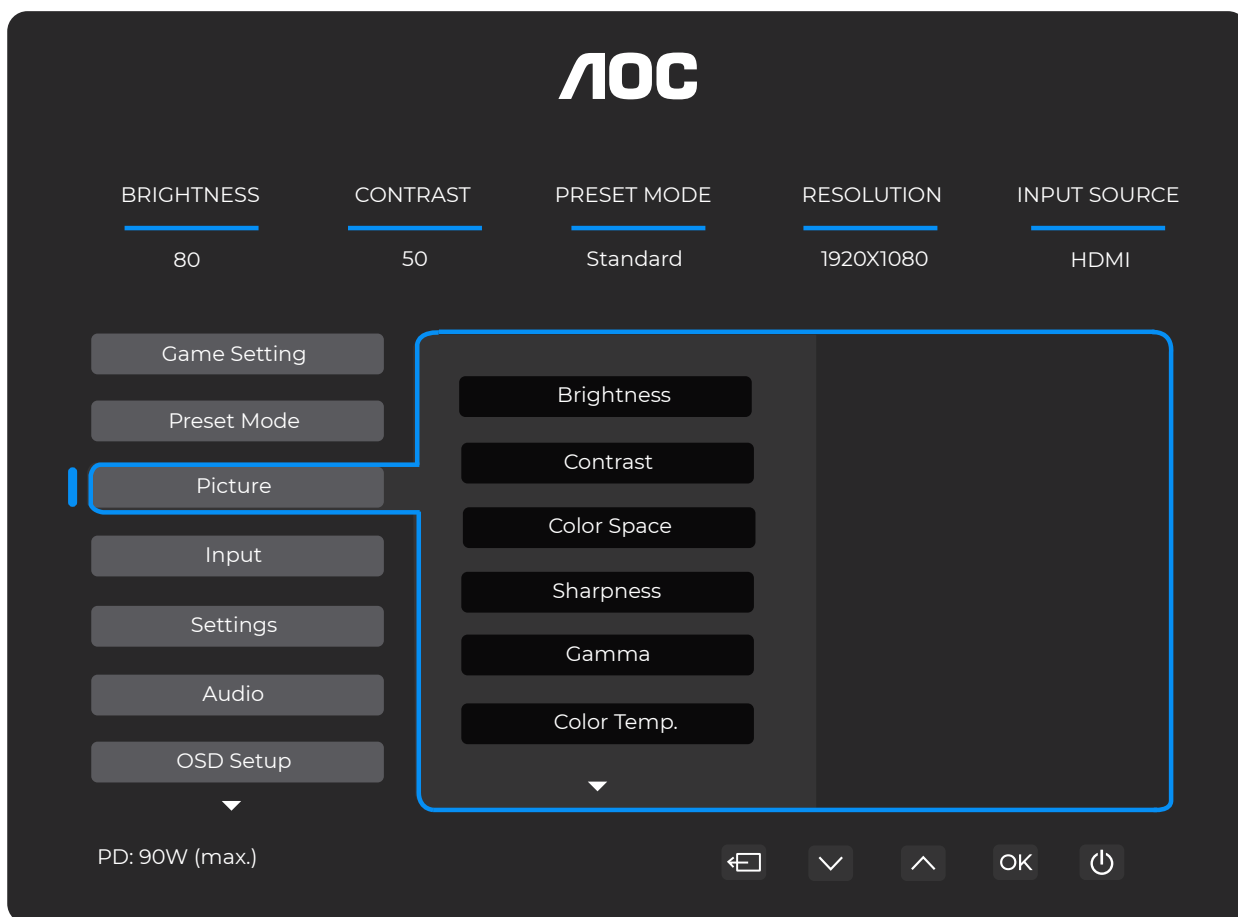 AOC
BRIGHTNESS CONTRAST PRESET MODE RESOLUTION INPUT SOURCE
80 50 Standard 1920X1080 HDMI
Game Setting
Preset Mode
Picture
Input
Settings
Audio
OSD Setup
Brightness
Contrast
Color Space
Sharpness
Gamma
Color Temp.
PD: 90W (max.)
OK